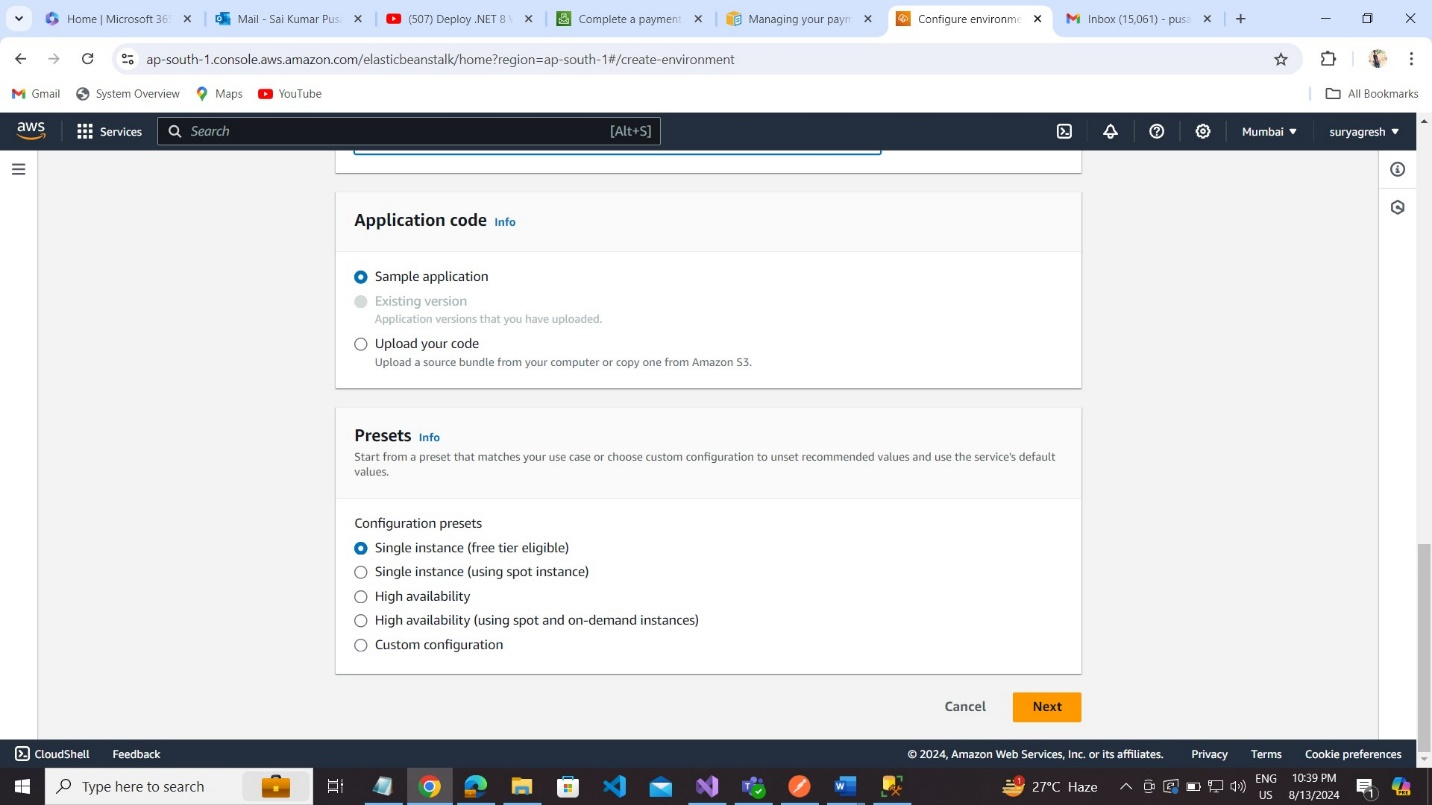 Home | Microsoft 365
Mail - Sai Kumar Pusa
(507) Deploy .NET 8
Complete a payment
Managing your paym
Configure environme
Inbox (15,061) - pusa
ap-south-1.console.aws.amazon.com/elasticbeanstalk/home?region=ap-south-1#/create-environment
Gmail
System Overview
Maps
YouTube
All Bookmarks
aws
Services
Search
[Alt+S]
Mumbai
suryagresh
Application code Info
Sample application
Existing version
Application versions that you have uploaded.
Upload your code
Upload a source bundle from your computer or copy one from Amazon S3.
Presets Info
Start from a preset that matches your use case or choose custom configuration to unset recommended values and use the service's default
values.
Configuration presets
Single instance (free tier eligible)
Single instance (using spot instance)
High availability
High availability (using spot and on-demand instances)
Custom configuration
Cancel
Next
CloudShell
Feedback
© 2024, Amazon Web Services, Inc. or its affiliates.
Privacy
Terms
Cookie preferences
Type here to search
27°C Haze
ENG
US
10:39 PM
8/13/2024